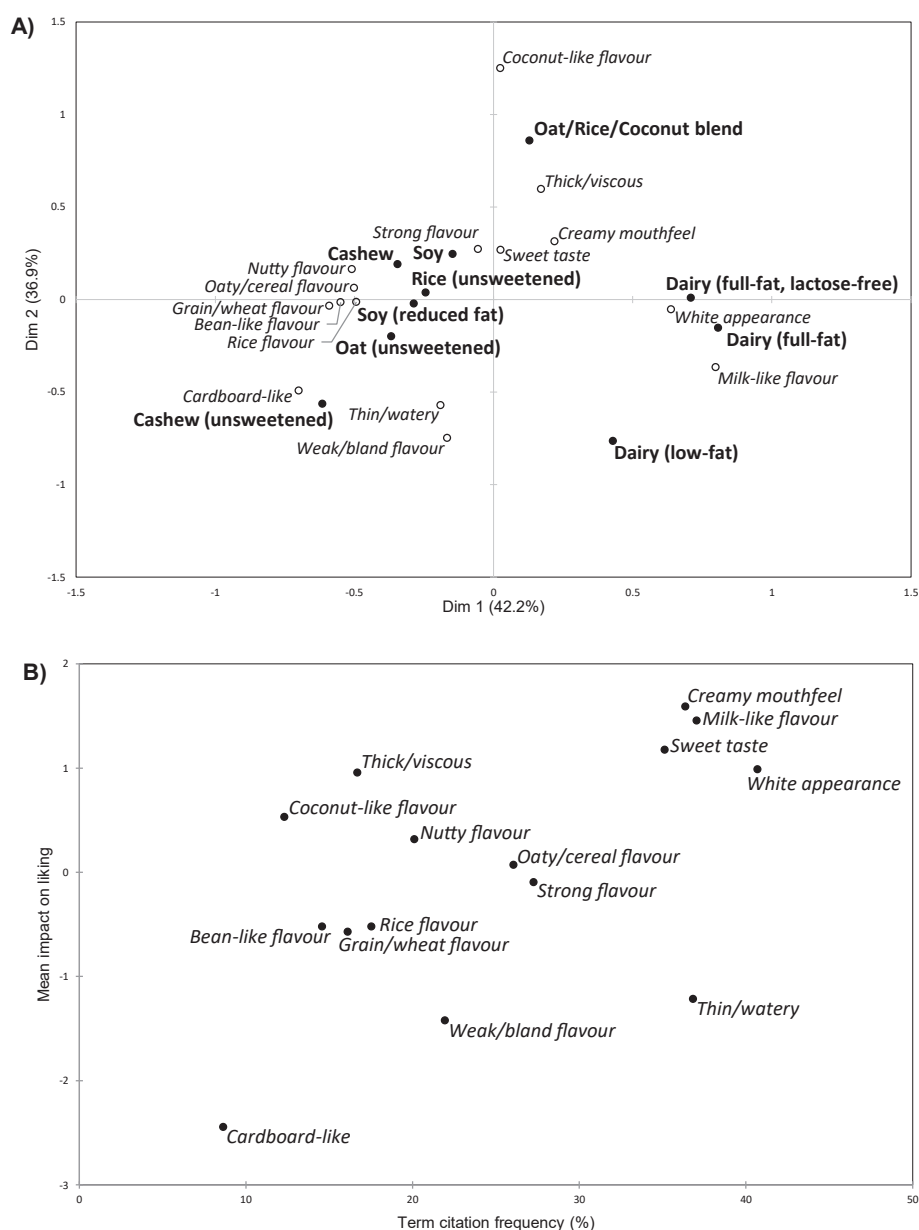 A)
1.5
Coconut-like flavour
1
Oat/Rice/Coconut blend
Thick/viscous
0.5
Strong flavour
Creamy mouthfeel
Cashew
Soy
Sweet taste
Nutty flavour
Rice (unsweetened)
Oaty/cereal flavour
Dairy (full-fat, lactose-free)
0
Grain/wheat flavour
Soy (reduced fat)
White appearance
Bean-like flavour
Rice flavour
Oat (unsweetened)
Dairy (full-fat)
Milk-like flavour
-0.5
Cardboard-like
Cashew (unsweetened)
Thin/watery
Weak/bland flavour
Dairy (low-fat)
-1
-1.5
-1.5 -1 -0.5 0 0.5 1 1.5
Dim 1 (42.2%)
Dim 2 (36.9%)
B)
2
Creamy mouthfeel
Milk-like flavour
Sweet taste
Thick/viscous
1
White appearance
Coconut-like flavour
Nutty flavour
Oaty/cereal flavour
0
Strong flavour
Bean-like flavour
Rice flavour
Grain/wheat flavour
-1
Thin/watery
Weak/bland flavour
-2
Cardboard-like
-3
0 10 20 30 40 50
Term citation frequency (%)
Mean impact on liking